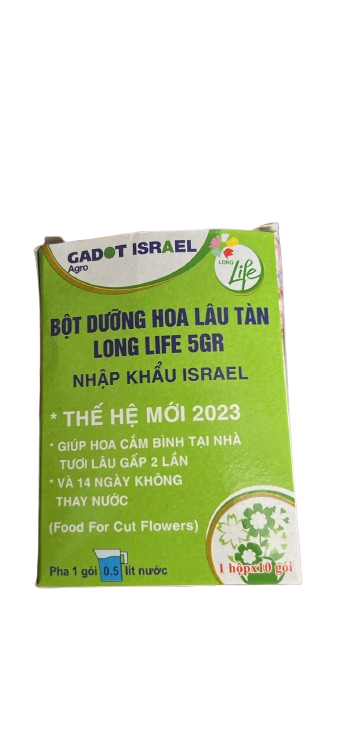 GADOT ISRAEL
Agro
LONG
Life
BỘT DƯỠNG HOA LÂU TÀN
LONG LIFE 5GR
NHẬP KHẨU ISRAEL
* THẾ HỆ MỚI 2023
* GIÚP HOA CẮM BÌNH TẠI NHÀ
TƯƠI LÂU GẤP 2 LẦN
* VÀ 14 NGÀY KHÔNG
THAY NƯỚC
(Food For Cut Flowers)
Pha 1 gói 0.5 lít nước
1 hộpx10 gói